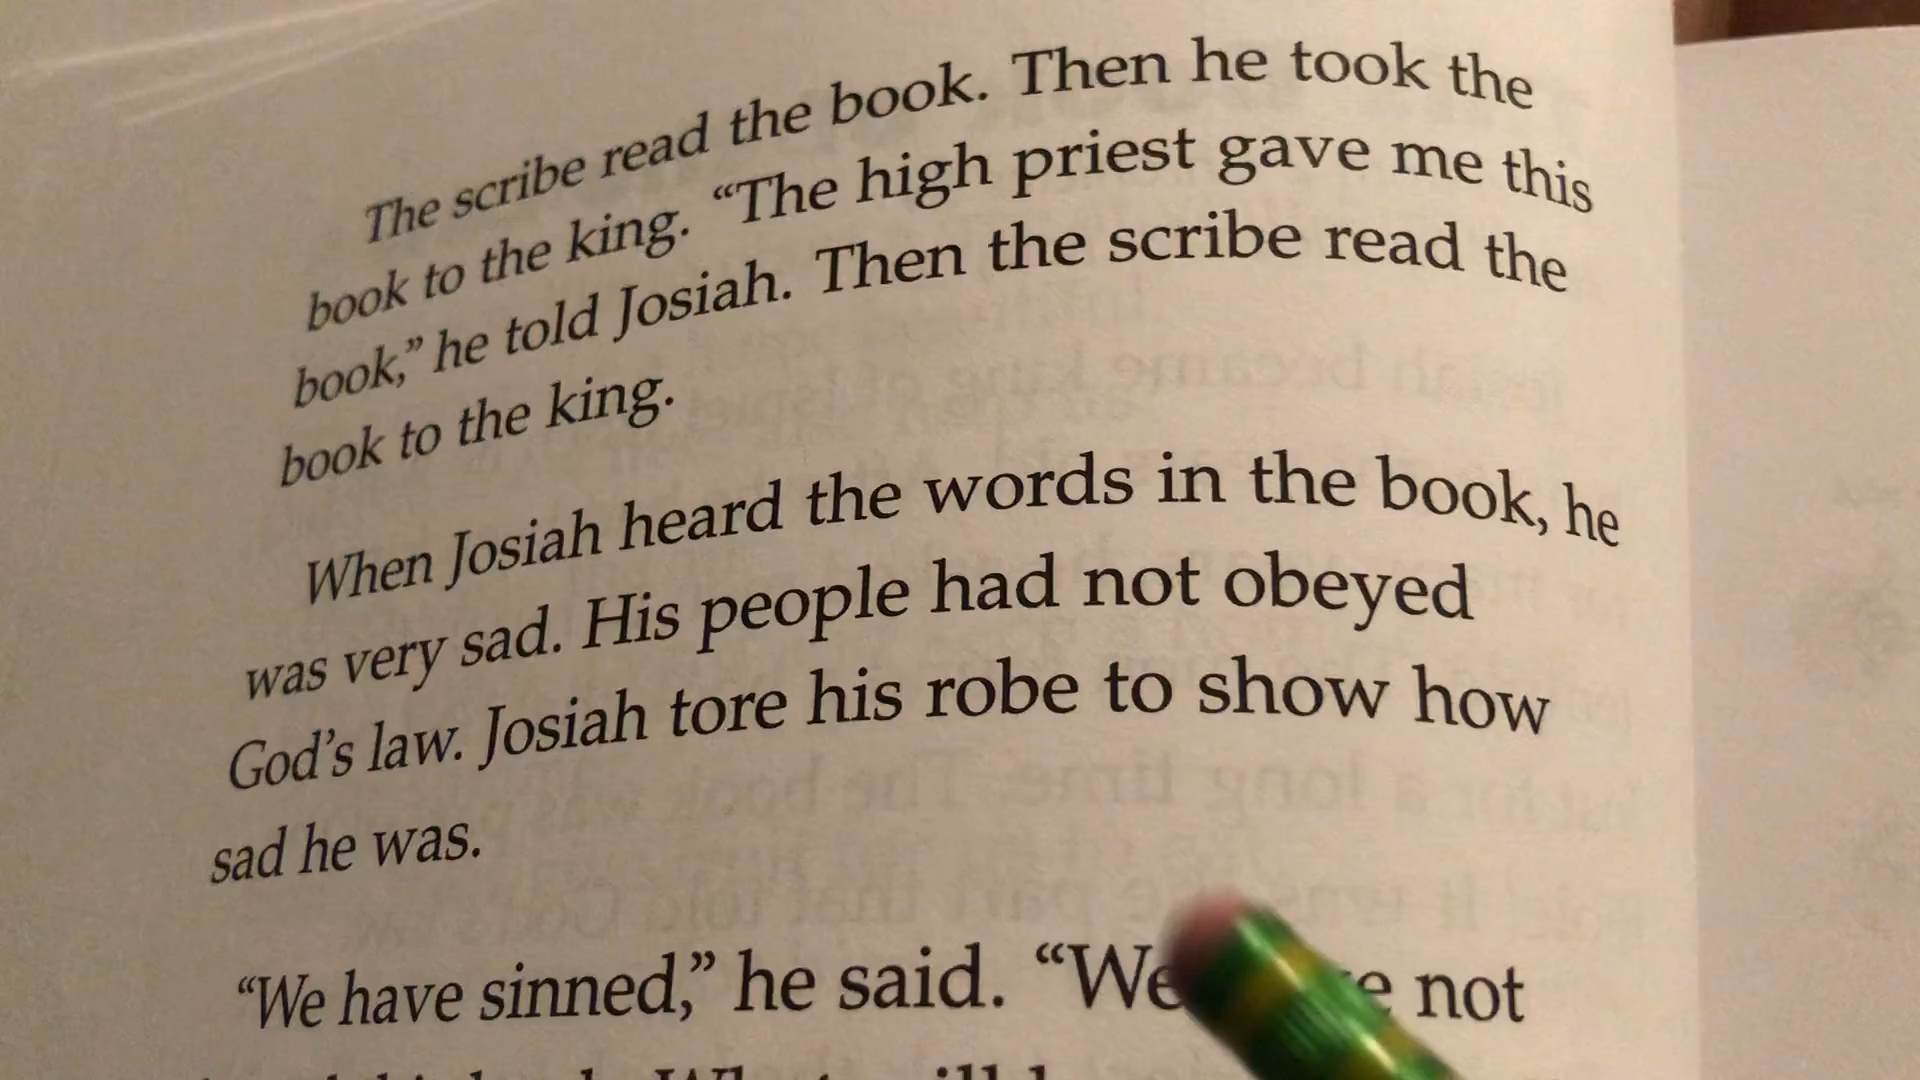 The scribe read the book. Then he took the
book to the king. “The high priest gave me this
book,” he told Josiah. Then the scribe read the
book to the king.
When Josiah heard the words in the book, he
was very sad. His people had not obeyed
God’s law. Josiah tore his robe to show how
sad he was.
“We have sinned,” he said. “We not